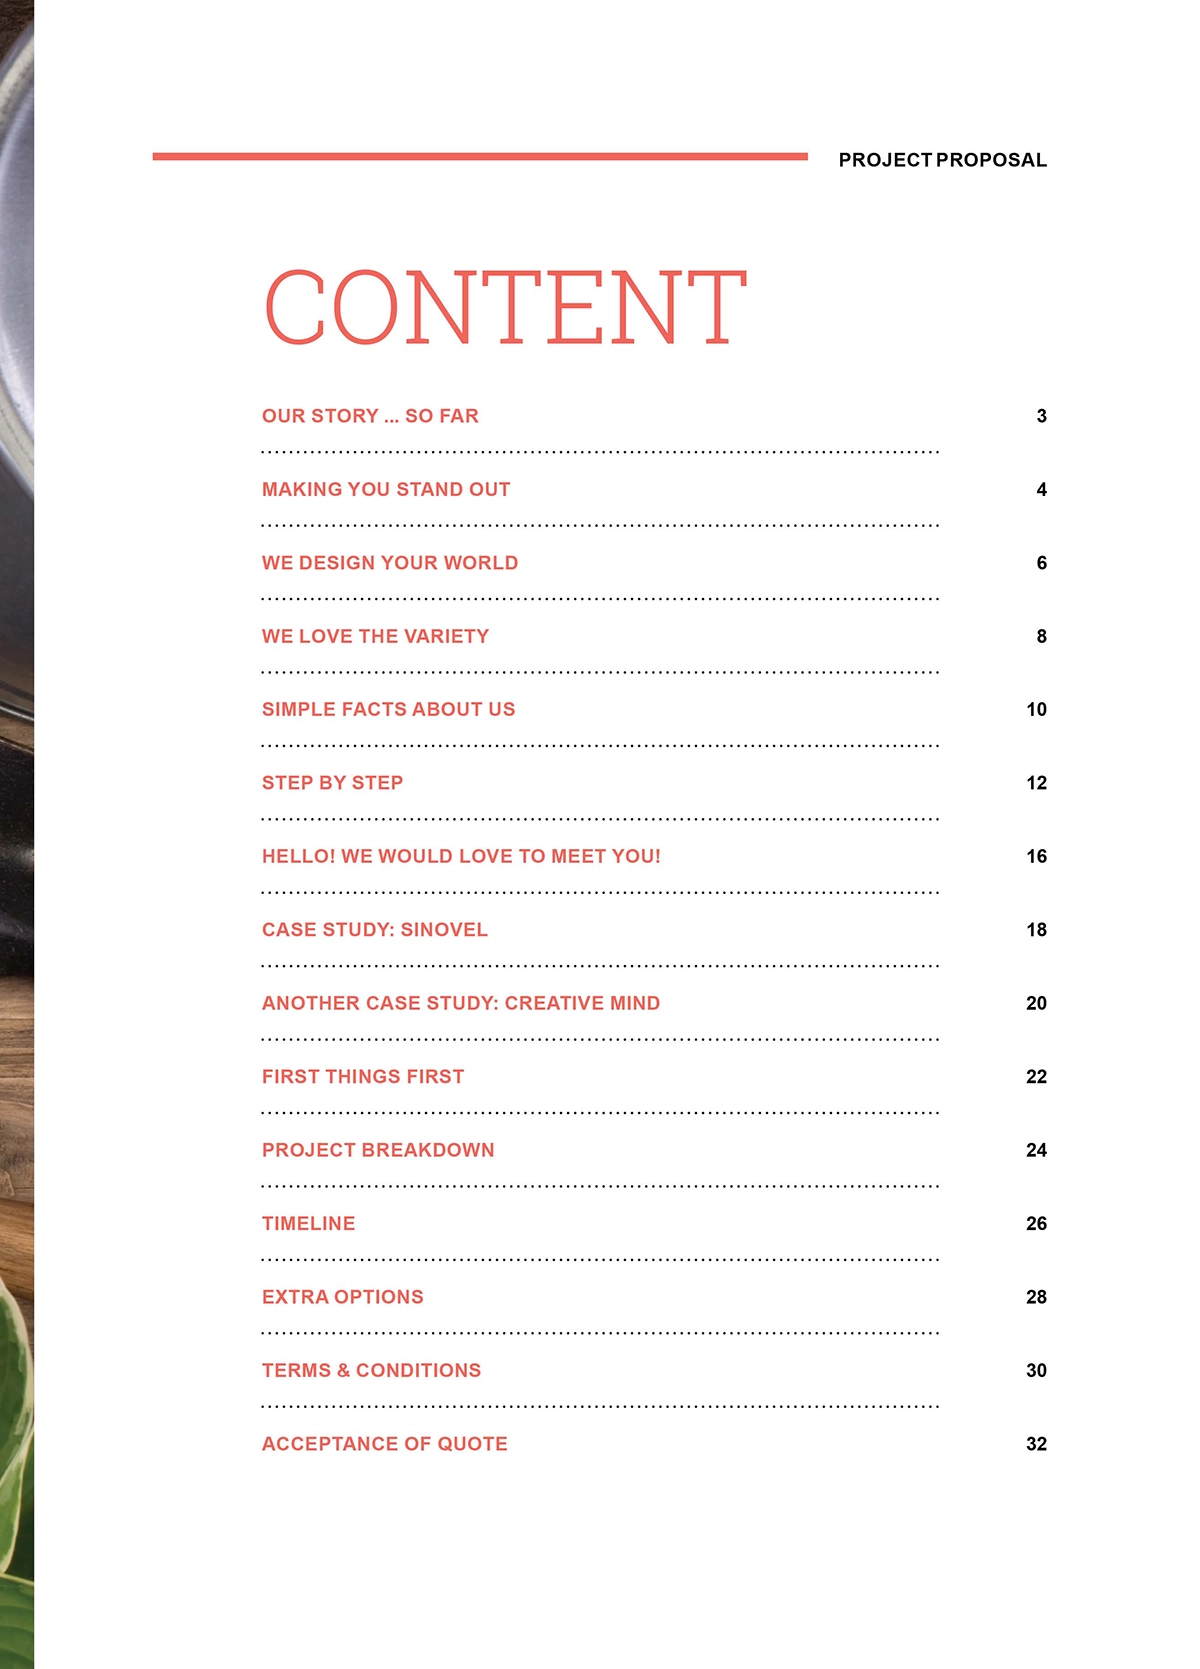 PROJECT PROPOSAL
CONTENT
OUR STORY ... SO FAR 3
MAKING YOU STAND OUT 4
WE DESIGN YOUR WORLD 6
WE LOVE THE VARIETY 8
SIMPLE FACTS ABOUT US 10
STEP BY STEP 12
HELLO! WE WOULD LOVE TO MEET YOU! 16
CASE STUDY: SINOVEL 18
ANOTHER CASE STUDY: CREATIVE MIND 20
FIRST THINGS FIRST 22
PROJECT BREAKDOWN 24
TIMELINE 26
EXTRA OPTIONS 28
TERMS & CONDITIONS 30
ACCEPTANCE OF QUOTE 32